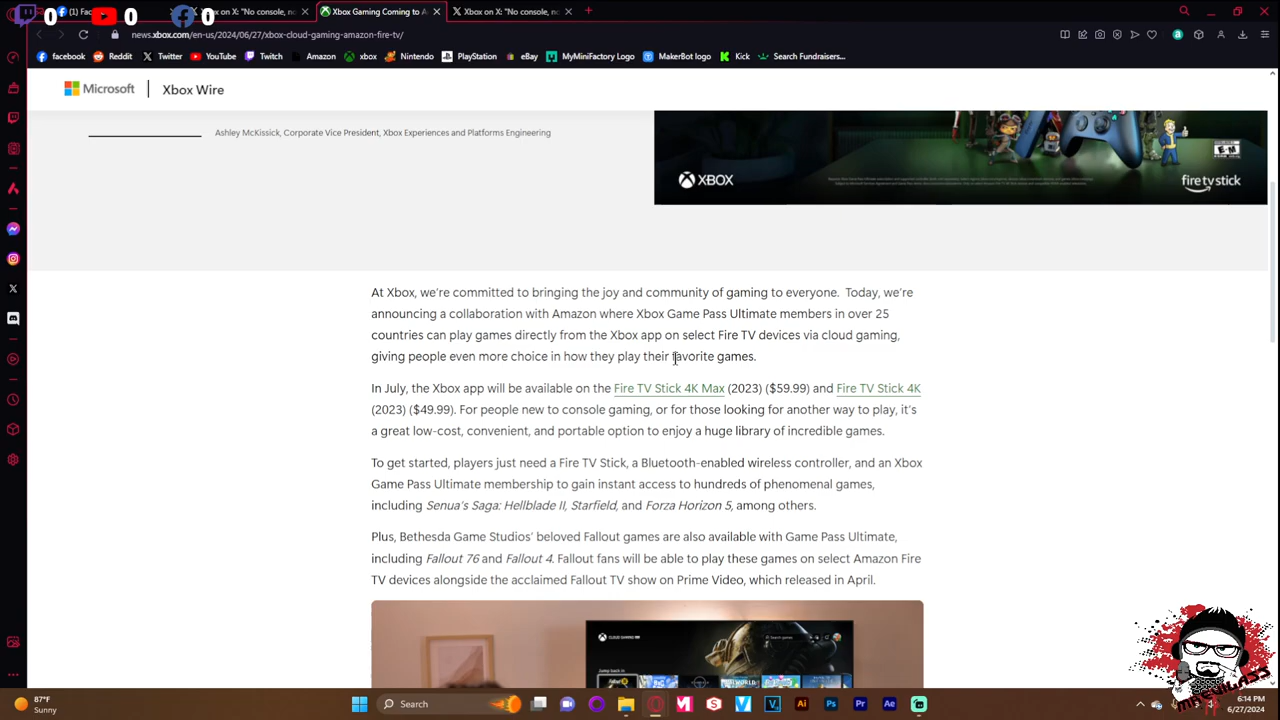 0 0 0
(1) Fac
Xbox on X: "No console, no
Xbox Gaming Coming to A
Xbox on X: "No console, no
news.xbox.com/en-us/2024/06/27/xbox-cloud-gaming-amazon-fire-tv/
facebook Reddit Twitter YouTube Twitch Amazon xbox Nintendo PlayStation eBay MyMiniFactory Logo MakerBot logo Kick Search Fundraisers...
Microsoft | Xbox Wire
Ashley McKissick, Corporate Vice President, Xbox Experiences and Platforms Engineering
XBOX
fire tv stick
At Xbox, we're committed to bringing the joy and community of gaming to everyone. Today, we're
announcing a collaboration with Amazon where Xbox Game Pass Ultimate members in over 25
countries can play games directly from the Xbox app on select Fire TV devices via cloud gaming,
giving people even more choice in how they play their favorite games.
In July, the Xbox app will be available on the Fire TV Stick 4K Max (2023) ($59.99) and Fire TV Stick 4K
(2023) ($49.99). For people new to console gaming, or for those looking for another way to play, it's
a great low-cost, convenient, and portable option to enjoy a huge library of incredible games.
To get started, players just need a Fire TV Stick, a Bluetooth-enabled wireless controller, and an Xbox
Game Pass Ultimate membership to gain instant access to hundreds of phenomenal games,
including Senua's Saga: Hellblade II, Starfield, and Forza Horizon 5, among others.
Plus, Bethesda Game Studios' beloved Fallout games are also available with Game Pass Ultimate,
including Fallout 76 and Fallout 4. Fallout fans will be able to play these games on select Amazon Fire
TV devices alongside the acclaimed Fallout TV show on Prime Video, which released in April.
CLOUD GAMING
Jump back in
87°F
Sunny
Search
6:14 PM
6/27/2024